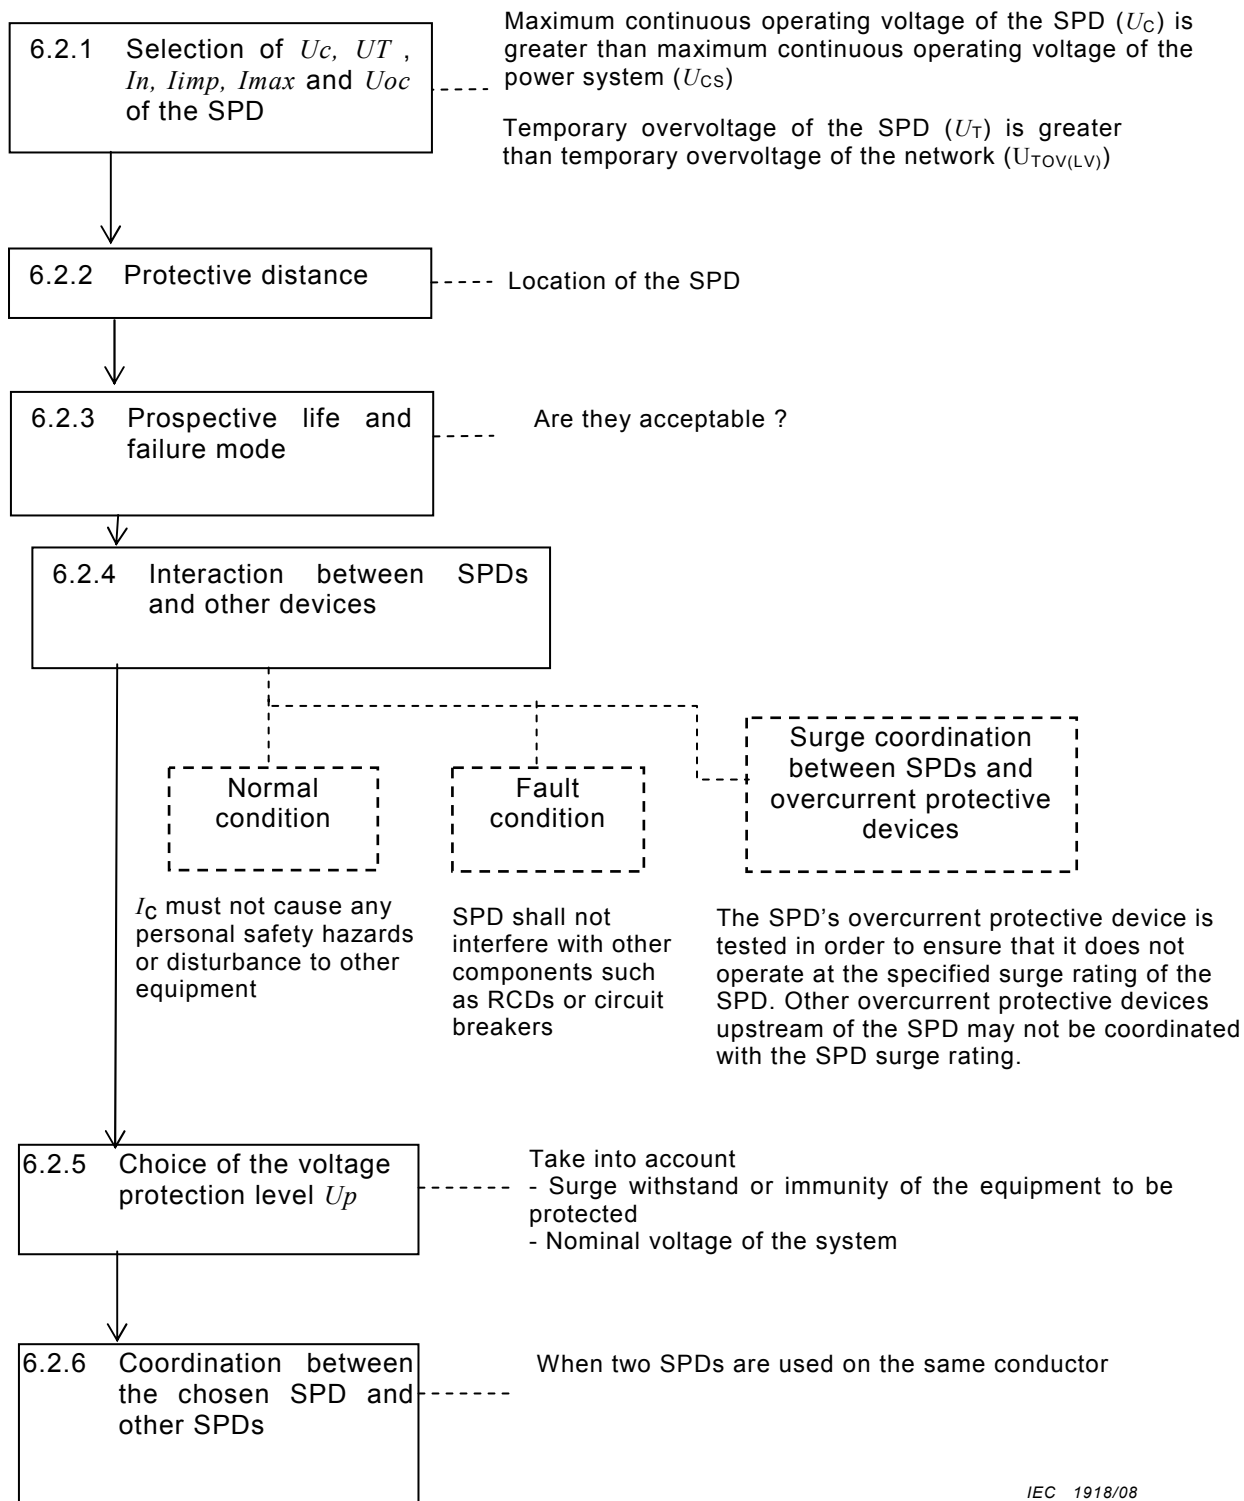 6.2.1 Selection of Uc, UT ,
In, Iimp, Imax and Uoc
of the SPD
Maximum continuous operating voltage of the SPD (UC) is
greater than maximum continuous operating voltage of the
power system (UCS)
Temporary overvoltage of the SPD (UT) is greater
than temporary overvoltage of the network (UTOV(LV))
6.2.2 Protective distance
Location of the SPD
6.2.3 Prospective life and
failure mode
Are they acceptable ?
6.2.4 Interaction between SPDs
and other devices
Normal
condition
Fault
condition
Surge coordination
between SPDs and
overcurrent protective
devices
IC must not cause any
personal safety hazards
or disturbance to other
equipment
SPD shall not
interfere with other
components such
as RCDs or circuit
breakers
The SPD's overcurrent protective device is
tested in order to ensure that it does not
operate at the specified surge rating of the
SPD. Other overcurrent protective devices
upstream of the SPD may not be coordinated
with the SPD surge rating.
6.2.5 Choice of the voltage
protection level Up
Take into account
- Surge withstand or immunity of the equipment to be
protected
- Nominal voltage of the system
6.2.6 Coordination between
the chosen SPD and
other SPDs
When two SPDs are used on the same conductor
IEC 1918/08